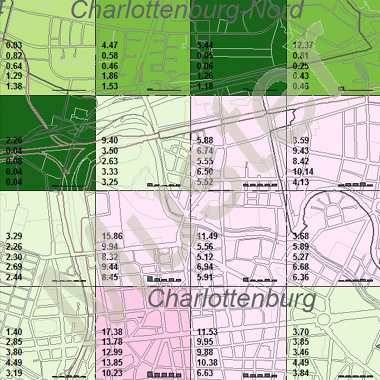 Charlottenburg-Nord
0.03 4.47 5.44 12.37
0.82 0.58 0.05 0.81
0.64 0.46 0.06 0.25
1.29 1.86 1.26 0.43
1.38 1.53 1.18 0.46
2.26 9.40 5.88 3.59
0.04 3.50 6.74 9.43
0.08 2.63 5.55 8.42
0.04 3.33 6.50 10,14
0.04 3.25 5.52 4.13
3.29 15.86 11.49 3.68
2.26 9.94 5.56 5.89
2.30 8.32 5.12 5.27
2.69 9.44 6.94 6.68
2.44 8.45 5.91 6.36
Charlottenburg
1.40 17.38 11.53 3.70
2.85 13.78 9.95 3.85
3.80 12.99 9.88 3.46
4.49 13.85 10.38 4.49
3.19 10.23 6.63 3.84